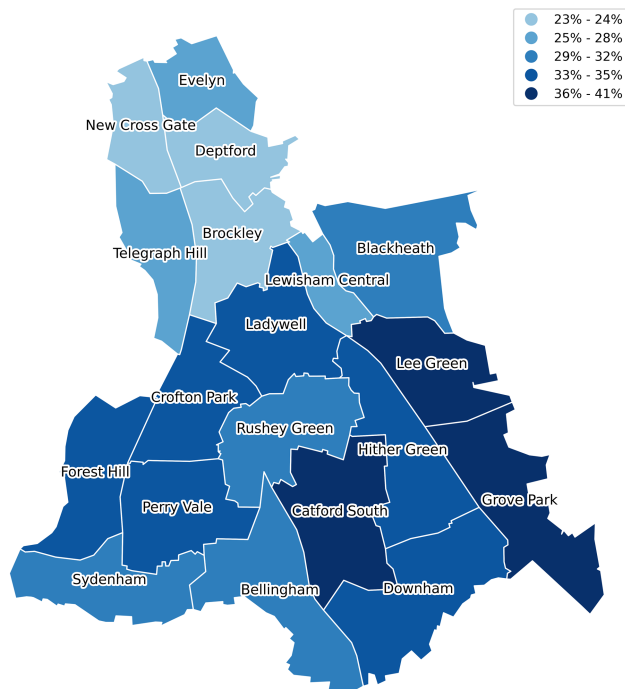 23% - 24%
25% - 28%
29% - 32%
33% - 35%
36% - 41%
Evelyn
New Cross Gate
Deptford
Brockley
Telegraph Hill
Blackheath
Lewisham Central
Ladywell
Lee Green
Crofton Park
Rushey Green
Hither Green
Forest Hill
Perry Vale
Catford South
Grove Park
Sydenham
Bellingham
Downham